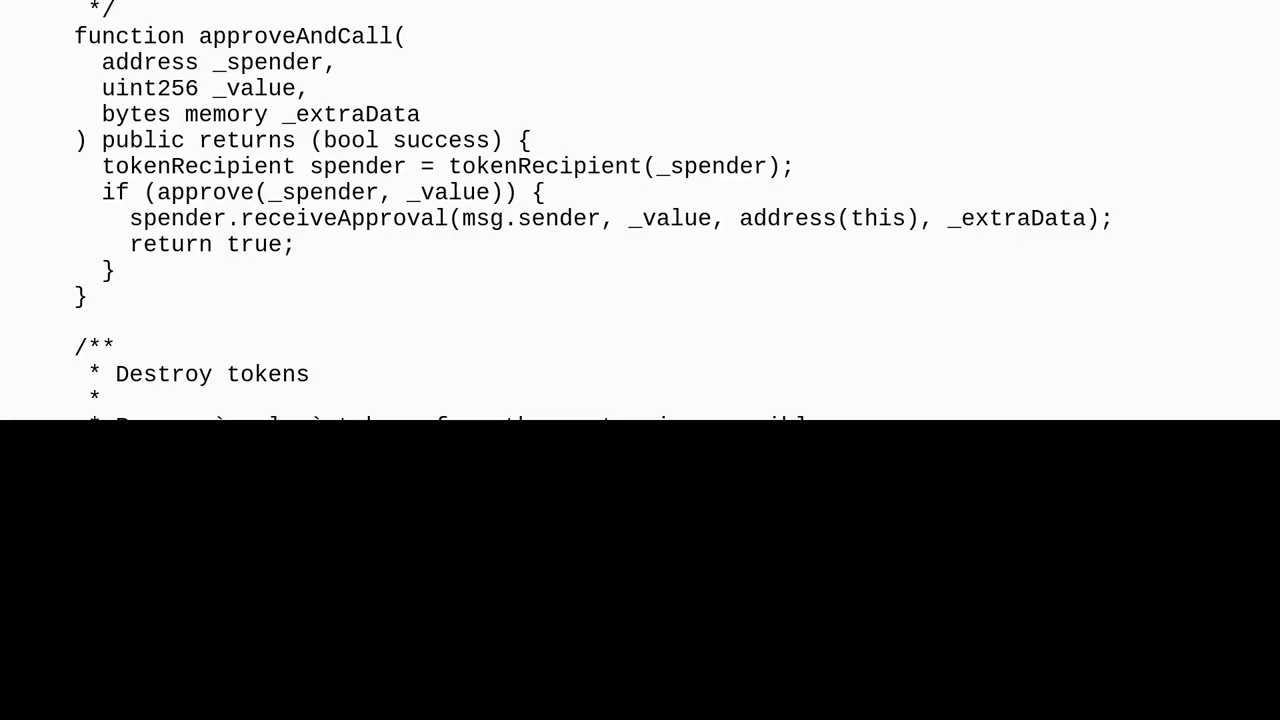 */
function approveAndCall(
address _spender,
uint256 _value,
bytes memory _extraData
) public returns (bool success) {
tokenRecipient spender = tokenRecipient(_spender);
if (approve(_spender, _value)) {
spender.receiveApproval(msg.sender, _value, address(this), _extraData);
return true;
}
}
/**
* Destroy tokens
*